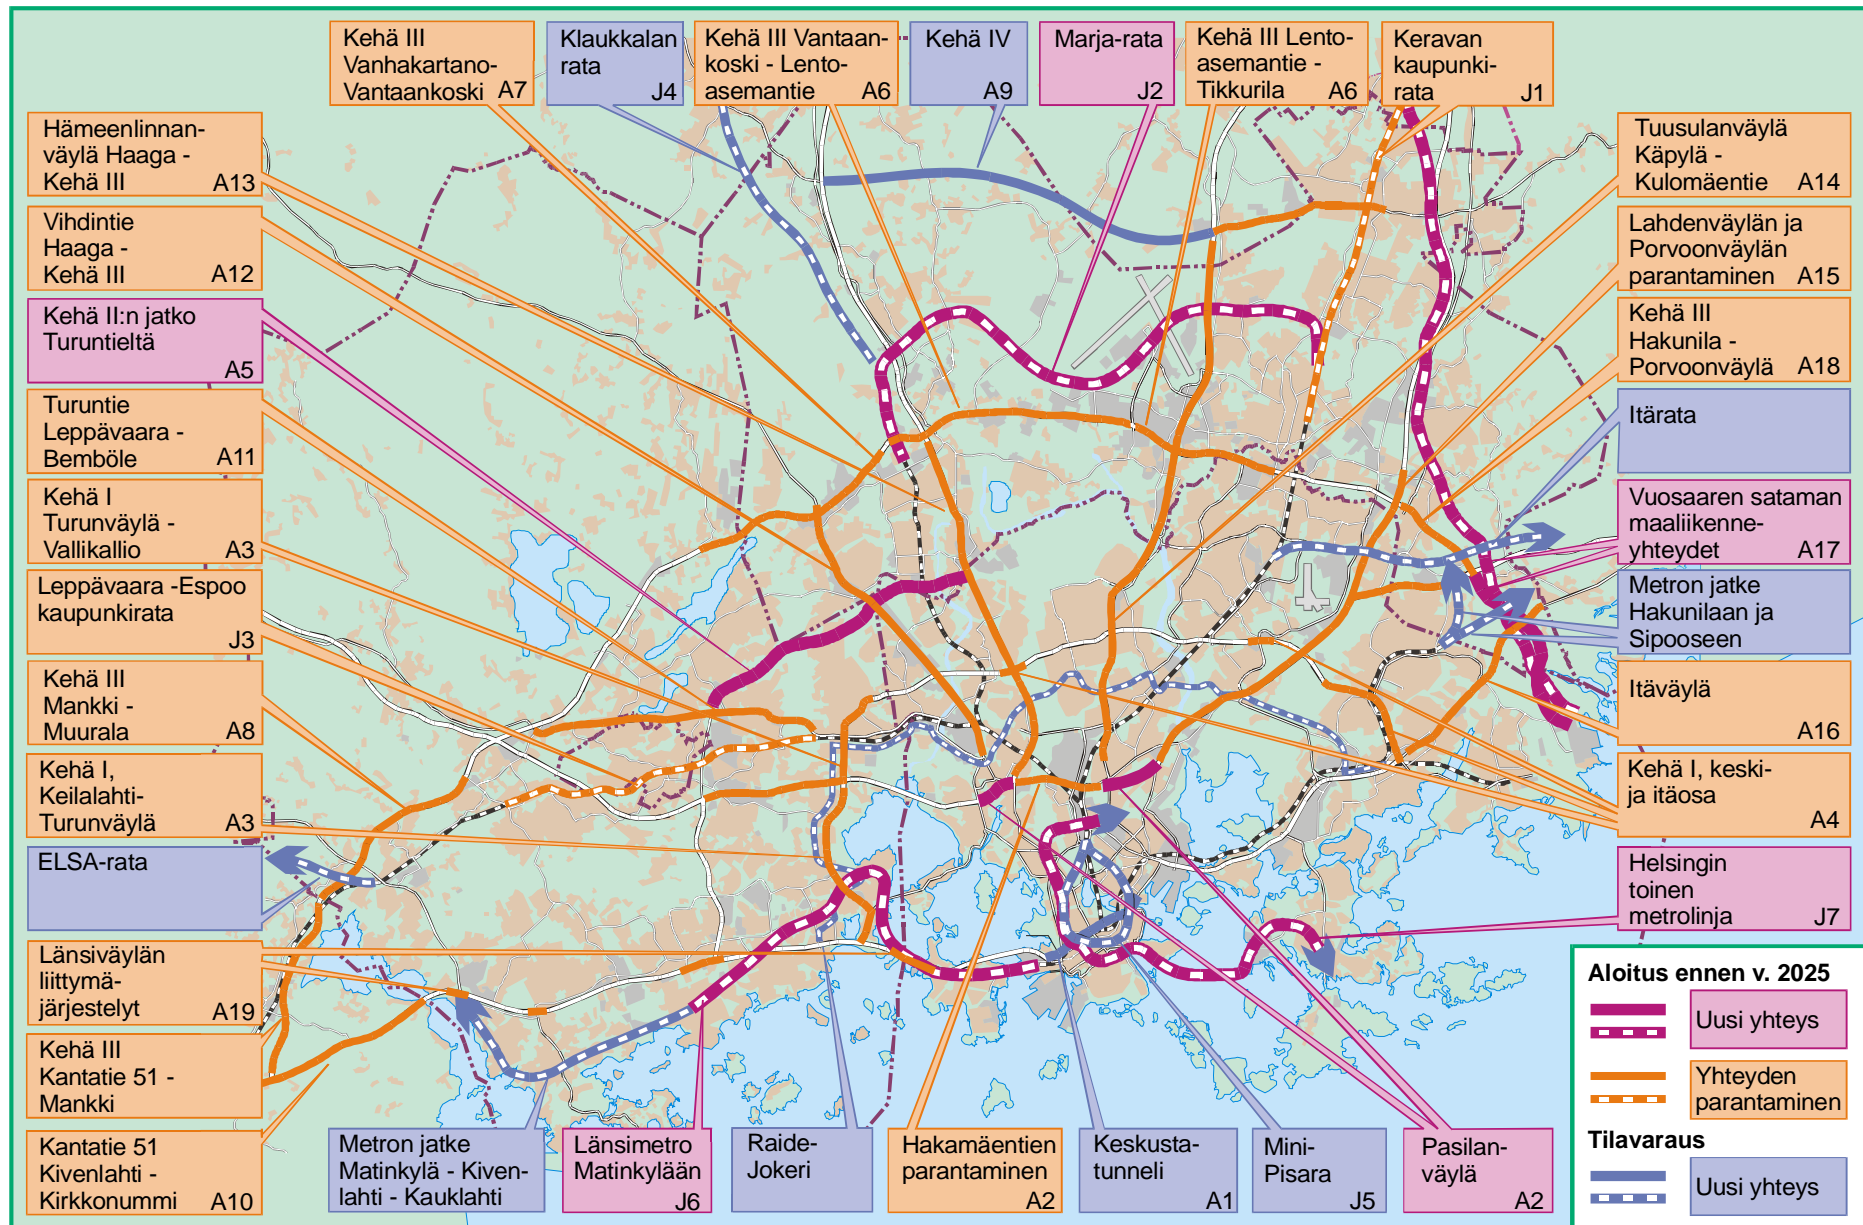 Kehä III
Vanhakartano-
Vantaankoski A7
Klaukkalan
rata
J4
Kehä III Vantaan-
koski - Lento-
asemantie A6
Kehä IV
A9
Marja-rata
J2
Kehä III Lento-
asemantie -
Tikkurila A6
Keravan
kaupunki-
rata J1
Hämeenlinnan-
väylä Haaga -
Kehä III A13
Vihdintie
Haaga -
Kehä III A12
Kehä II:n jatko
Turuntieltä
A5
Turuntie
Leppävaara -
Bemböle A11
Kehä I
Turunväylä -
Vallikallio A3
Leppävaara -Espoo
kaupunkirata
J3
Kehä III
Mankki -
Muurala A8
Kehä I,
Keilalahti-
Turunväylä A3
ELSA-rata
Länsiväylän
liittymä-
järjestelyt A19
Kehä III
Kantatie 51 -
Mankki
Kantatie 51
Kivenlahti -
Kirkkonummi A10
Tuusulanväylä
Käpylä -
Kulomäentie A14
Lahdenväylän ja
Porvoonväylän
parantaminen A15
Kehä III
Hakunila -
Porvoonväylä A18
Itärata
Vuosaaren sataman
maaliikenne-
yhteydet A17
Metron jatke
Hakunilaan ja
Sipooseen
Itäväylä
A16
Kehä I, keski-
ja itäosa
A4
Helsingin
toinen
metrolinja J7
Metron jatke
Matinkylä - Kiven-
lahti - Kauklahti
Länsimetro
Matinkylään
J6
Raide-
Jokeri
Hakamäentien
parantaminen
A2
Keskusta-
tunneli
A1
Mini-
Pisara
J5
Pasilan-
väylä
A2
Aloitus ennen v. 2025
Uusi yhteys
Yhteyden
parantaminen
Tilavaraus
Uusi yhteys